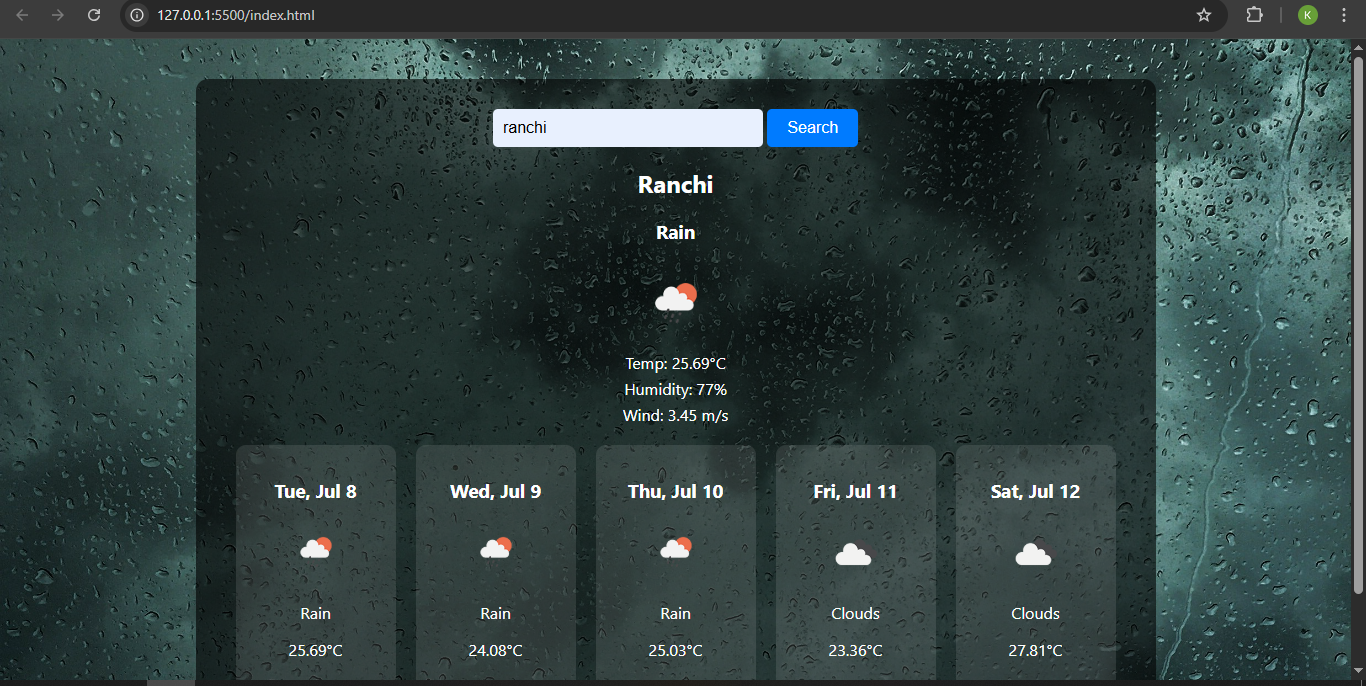 127.0.0.1:5500/index.html
K
ranchi Search
Ranchi
Rain
Temp: 25.69°C
Humidity: 77%
Wind: 3.45 m/s
Tue, Jul 8 Wed, Jul 9 Thu, Jul 10 Fri, Jul 11 Sat, Jul 12
Rain Rain Rain Clouds Clouds
25.69°C 24.08°C 25.03°C 23.36°C 27.81°C